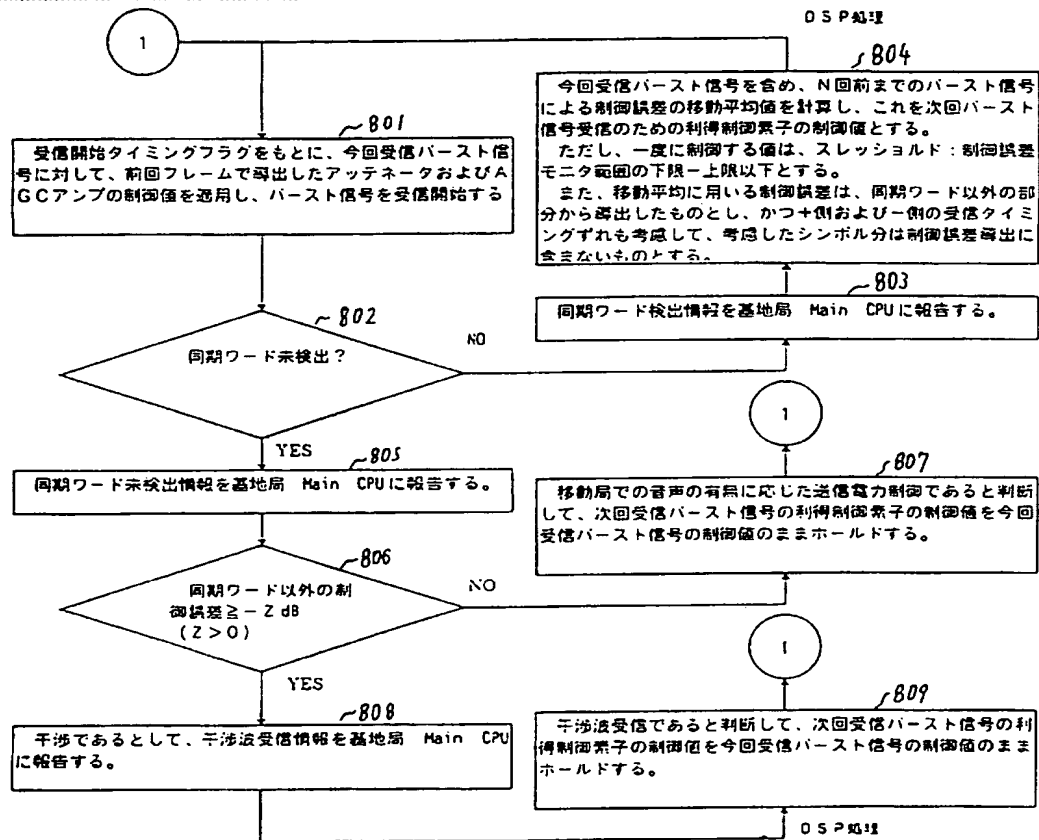 DSP処理
1
804
今回受信バースト信号を含め、N回前までのバースト信号
による制御誤差の移動平均値を計算し、これを次回バースト
信号受信のための利得制御素子の制御値とする。
ただし、一度に制御する値は、スレッショルド：制御誤差
モニタ範囲の下限－上限以下とする。
また、移動平均に用いる制御誤差は、同期ワード以外の部
分から導出したものとし、かつ＋側および－側の受信タイミ
ングずれも考慮して、考慮したシンボル分は制御誤差導出に
含まないものとする。
801
受信開始タイミングフラグをもとに、今回受信バースト信
号に対して、前回フレームで導出したアッテネータおよびA
GCアンプの制御値を適用し、バースト信号を受信開始する
803
同期ワード検出情報を基地局 Main CPUに報告する。
802
同期ワード未検出？
NO
YES
1
805
同期ワード未検出情報を基地局 Main CPUに報告する。
807
移動局での音声の有無に応じた送信電力制御であると判断
して、次回受信バースト信号の利得制御素子の制御値を今回
受信バースト信号の制御値のままホールドする。
806
同期ワード以外の制
御誤差≧－Z dB
(Z＞0)
NO
YES
1
808
干渉であるとして、干渉波受信情報を基地局 Main CPU
に報告する。
809
干渉波受信であると判断して、次回受信バースト信号の利
得制御素子の制御値を今回受信バースト信号の制御値のまま
ホールドする。
DSP処理